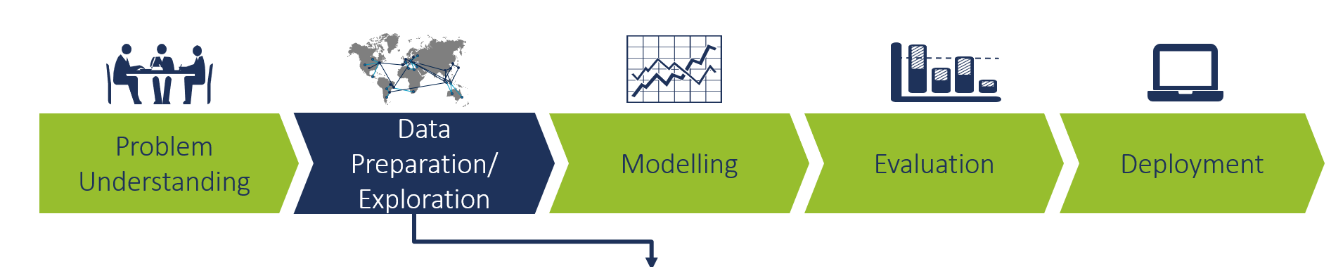 Problem
Understanding
Data
Preparation/
Exploration
Modelling
Evaluation
Deployment